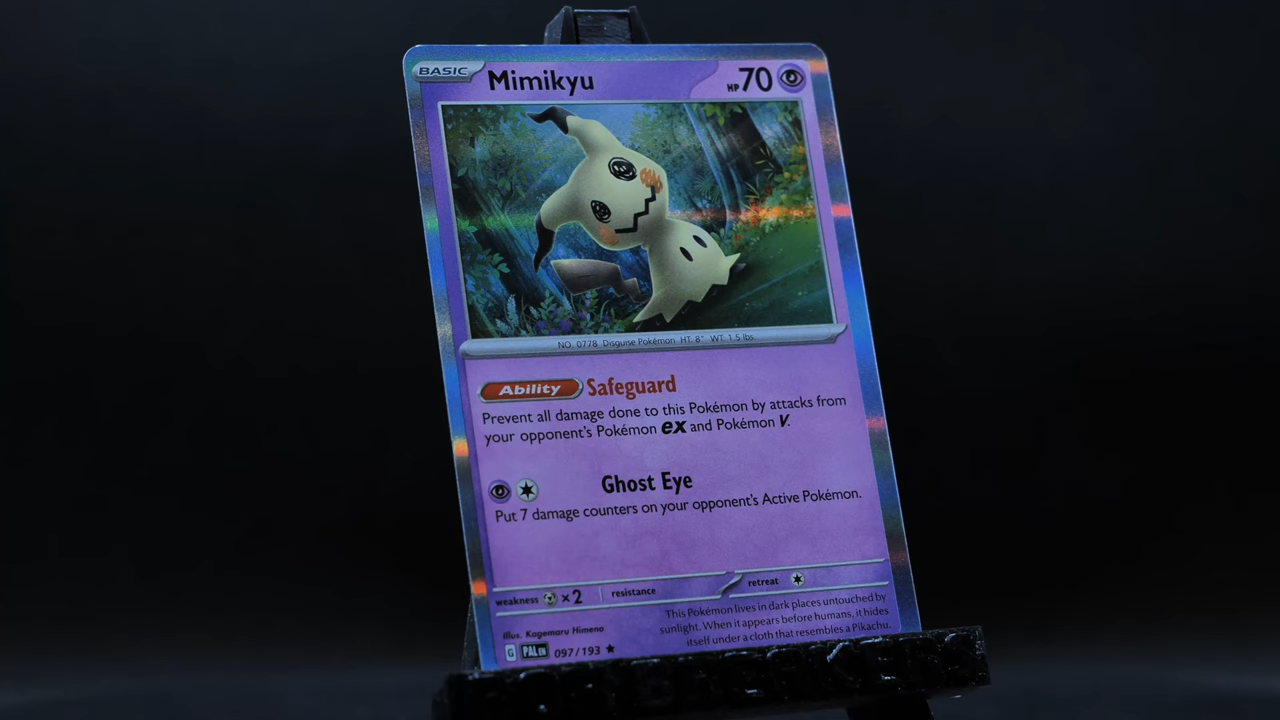 BASIC Mimikyu HP 70
NO. 0778 Disguise Pokémon HT: 8" WT: 1.5 lbs.
Ability Safeguard
Prevent all damage done to this Pokémon by attacks from
your opponent's Pokémon ex and Pokémon V.
Ghost Eye
Put 7 damage counters on your opponent's Active Pokémon.
weakness ×2 resistance retreat
This Pokémon lives in dark places untouched by
sunlight. When it appears before humans, it hides
itself under a cloth that resembles a Pikachu.
Illus. Kagemaru Himeno
G PAL EN 097/193